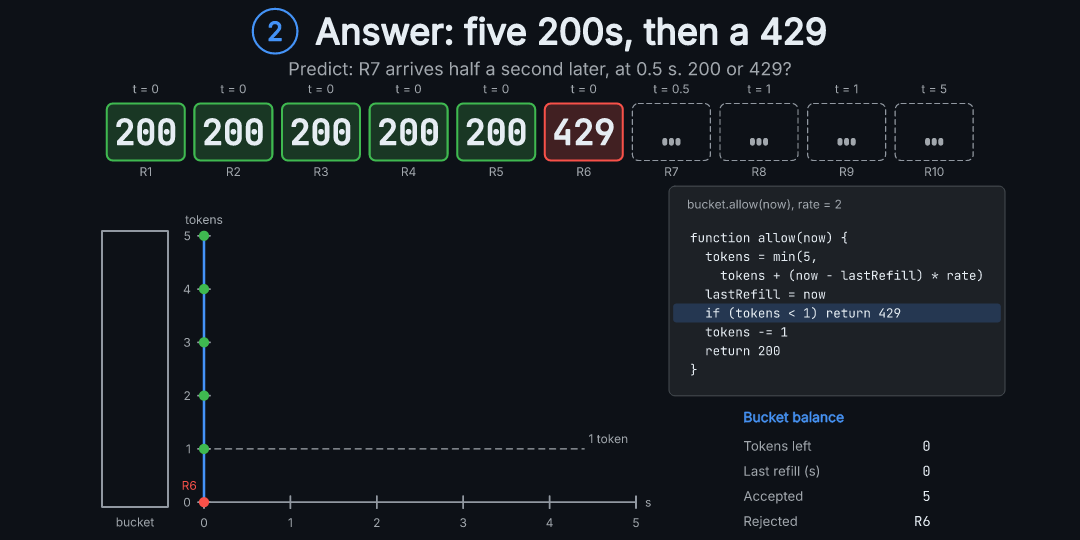 2 Answer: five 200s, then a 429
Predict: R7 arrives half a second later, at 0.5 s. 200 or 429?
t = 0 t = 0 t = 0 t = 0 t = 0 t = 0 t = 0.5 t = 1 t = 1 t = 5
200 200 200 200 200 429 ... ... ... ...
R1 R2 R3 R4 R5 R6 R7 R8 R9 R10
tokens
5
4
3
2
1
0
1 token
R6
s
0 1 2 3 4 5
bucket
bucket.allow(now), rate = 2
function allow(now) {
tokens = min(5,
tokens + (now - lastRefill) * rate)
lastRefill = now
if (tokens < 1) return 429
tokens -= 1
return 200
}
Bucket balance
Tokens left 0
Last refill (s) 0
Accepted 5
Rejected R6